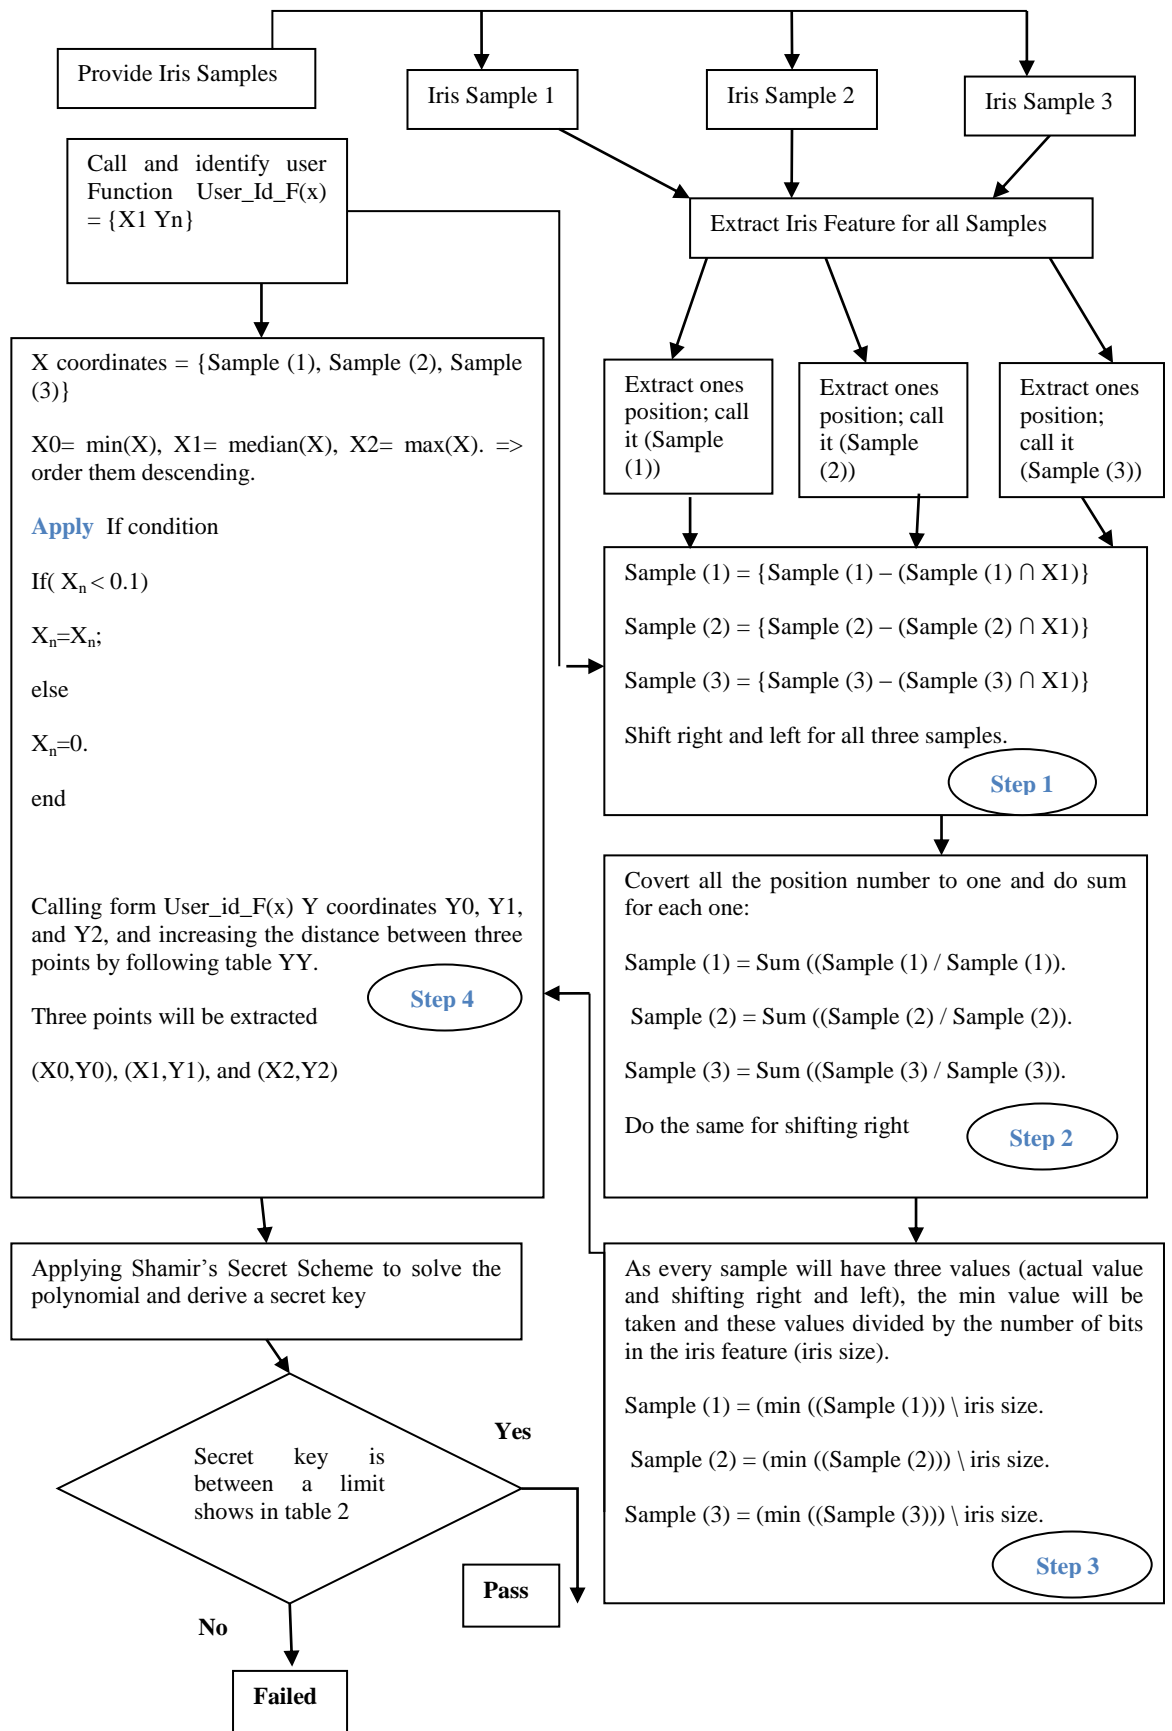 Provide Iris Samples
Iris Sample 1
Iris Sample 2
Iris Sample 3
Call and identify user
Function User_Id_F(x)
= {X1 Yn}
Extract Iris Feature for all Samples
Extract ones
position; call
it (Sample
(1))
Extract ones
position; call
it (Sample
(2))
Extract ones
position;
call it
(Sample (3))
Sample (1) = {Sample (1) – (Sample (1) ∩ X1)}
Sample (2) = {Sample (2) – (Sample (2) ∩ X1)}
Sample (3) = {Sample (3) – (Sample (3) ∩ X1)}
Shift right and left for all three samples.
Step 1
Covert all the position number to one and do sum
for each one:
Sample (1) = Sum ((Sample (1) / Sample (1)).
Sample (2) = Sum ((Sample (2) / Sample (2)).
Sample (3) = Sum ((Sample (3) / Sample (3)).
Do the same for shifting right
Step 2
As every sample will have three values (actual value
and shifting right and left), the min value will be
taken and these values divided by the number of bits
in the iris feature (iris size).
Sample (1) = (min ((Sample (1))) \ iris size.
Sample (2) = (min ((Sample (2))) \ iris size.
Sample (3) = (min ((Sample (3))) \ iris size.
Step 3
X coordinates = {Sample (1), Sample (2), Sample
(3)}
X0= min(X), X1= median(X), X2= max(X). =>
order them descending.
Apply If condition
If( Xn < 0.1)
Xn=Xn;
else
Xn=0.
end
Calling form User_id_F(x) Y coordinates Y0, Y1,
and Y2, and increasing the distance between three
points by following table YY.
Step 4
Three points will be extracted
(X0,Y0), (X1,Y1), and (X2,Y2)
Applying Shamir’s Secret Scheme to solve the
polynomial and derive a secret key
Secret key is
between a limit
shows in table 2
Yes
Pass
No
Failed